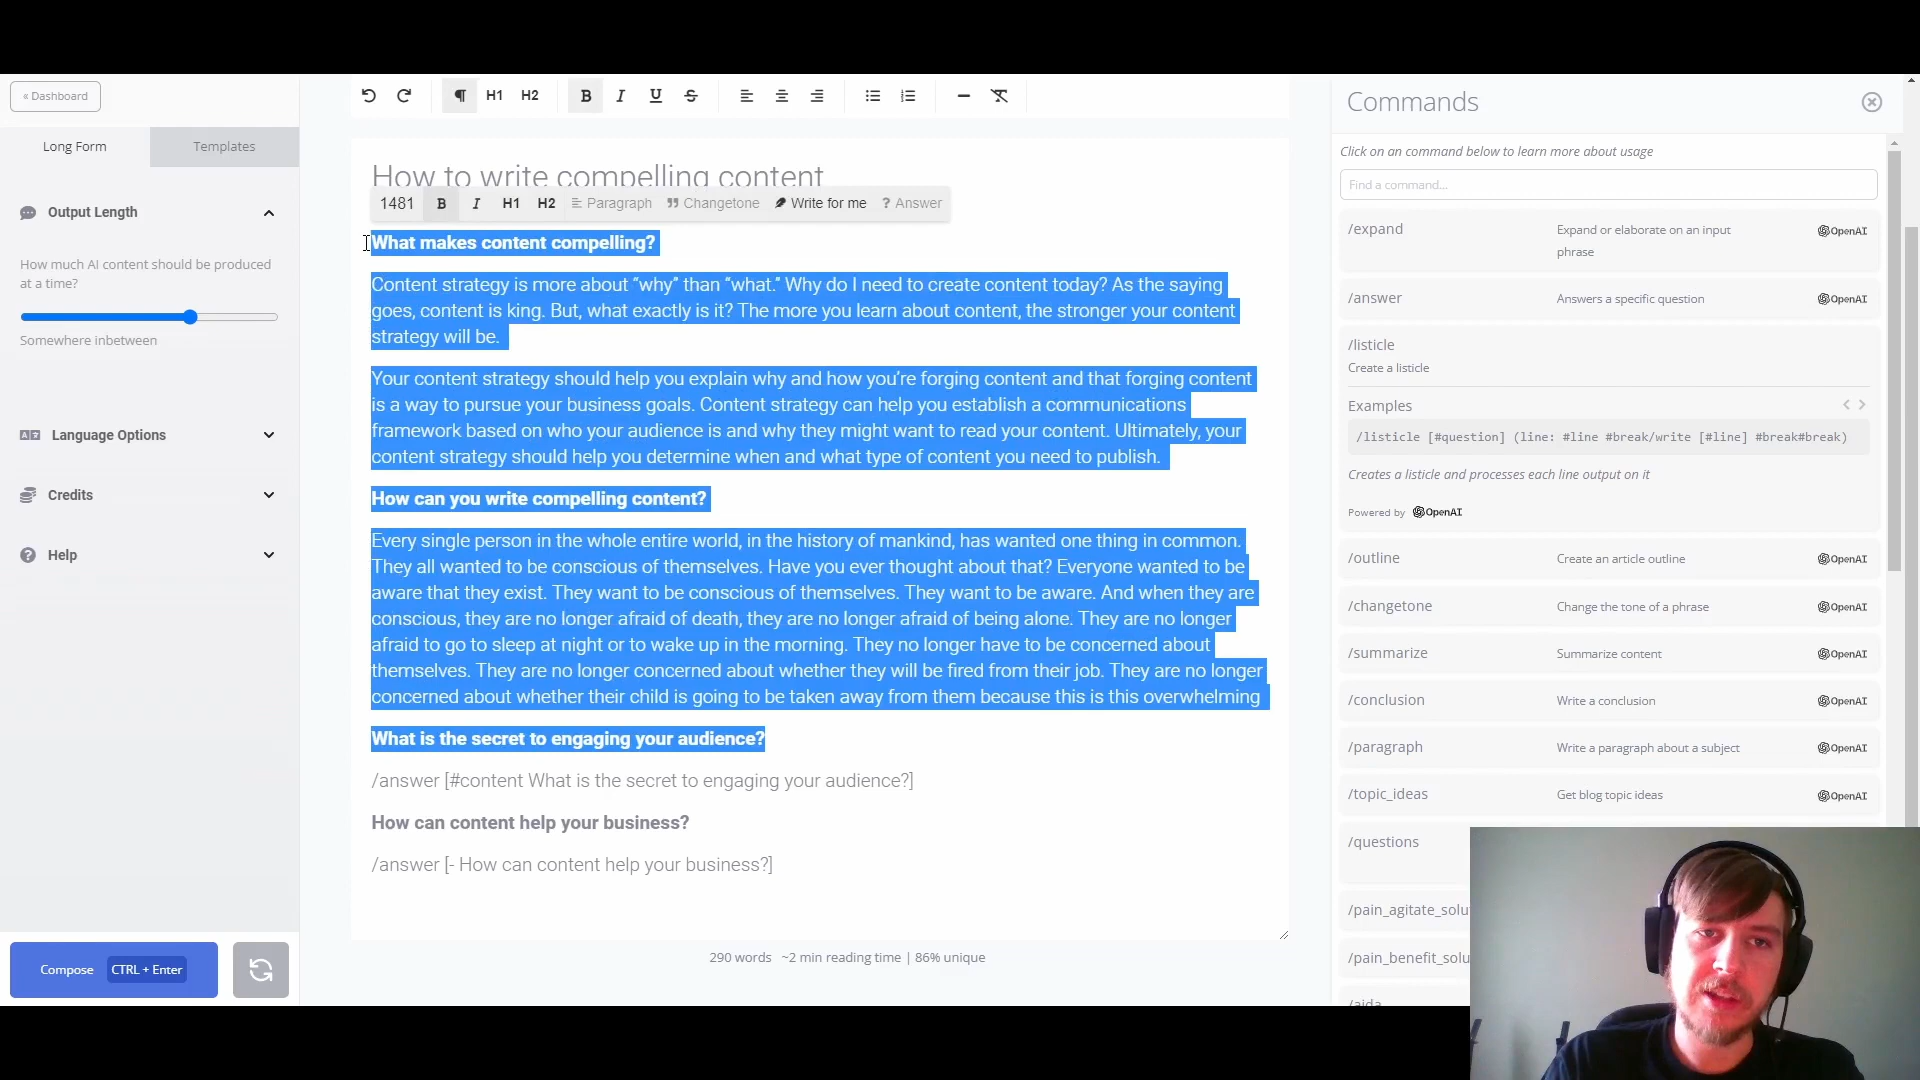 « Dashboard
Long Form
Templates
Output Length
How much AI content should be produced
at a time?
Somewhere inbetween
Language Options
Credits
Help
Compose
CTRL + Enter
H1
H2
B
I
U
S
How to write compelling content
1481
B
I
H1
H2
Paragraph
Changetone
Write for me
? Answer
What makes content compelling?
Content strategy is more about “why” than “what.” Why do I need to create content today? As the saying
goes, content is king. But, what exactly is it? The more you learn about content, the stronger your content
strategy will be.
Your content strategy should help you explain why and how you’re forging content and that forging content
is a way to pursue your business goals. Content strategy can help you establish a communications
framework based on who your audience is and why they might want to read your content. Ultimately, your
content strategy should help you determine when and what type of content you need to publish.
How can you write compelling content?
Every single person in the whole entire world, in the history of mankind, has wanted one thing in common.
They all wanted to be conscious of themselves. Have you ever thought about that? Everyone wanted to be
aware that they exist. They want to be conscious of themselves. They want to be aware. And when they are
conscious, they are no longer afraid of death, they are no longer afraid of being alone. They are no longer
afraid to go to sleep at night or to wake up in the morning. They no longer have to be concerned about
themselves. They are no longer concerned about whether they will be fired from their job. They are no longer
concerned about whether their child is going to be taken away from them because this is this overwhelming
What is the secret to engaging your audience?
/answer [#content What is the secret to engaging your audience?]
How can content help your business?
/answer [- How can content help your business?]
290 words ~2 min reading time | 86% unique
Commands
Click on an command below to learn more about usage
Find a command...
/expand
Expand or elaborate on an input
phrase
OpenAI
/answer
Answers a specific question
OpenAI
/listicle
Create a listicle
Examples
< >
/listicle [#question] (line: #line #break/write [#line] #break#break)
Creates a listicle and processes each line output on it
Powered by OpenAI
/outline
Create an article outline
OpenAI
/changetone
Change the tone of a phrase
OpenAI
/summarize
Summarize content
OpenAI
/conclusion
Write a conclusion
OpenAI
/paragraph
Write a paragraph about a subject
OpenAI
/topic_ideas
Get blog topic ideas
OpenAI
/questions
/pain_agitate_solu
/pain_benefit_solu
/aida